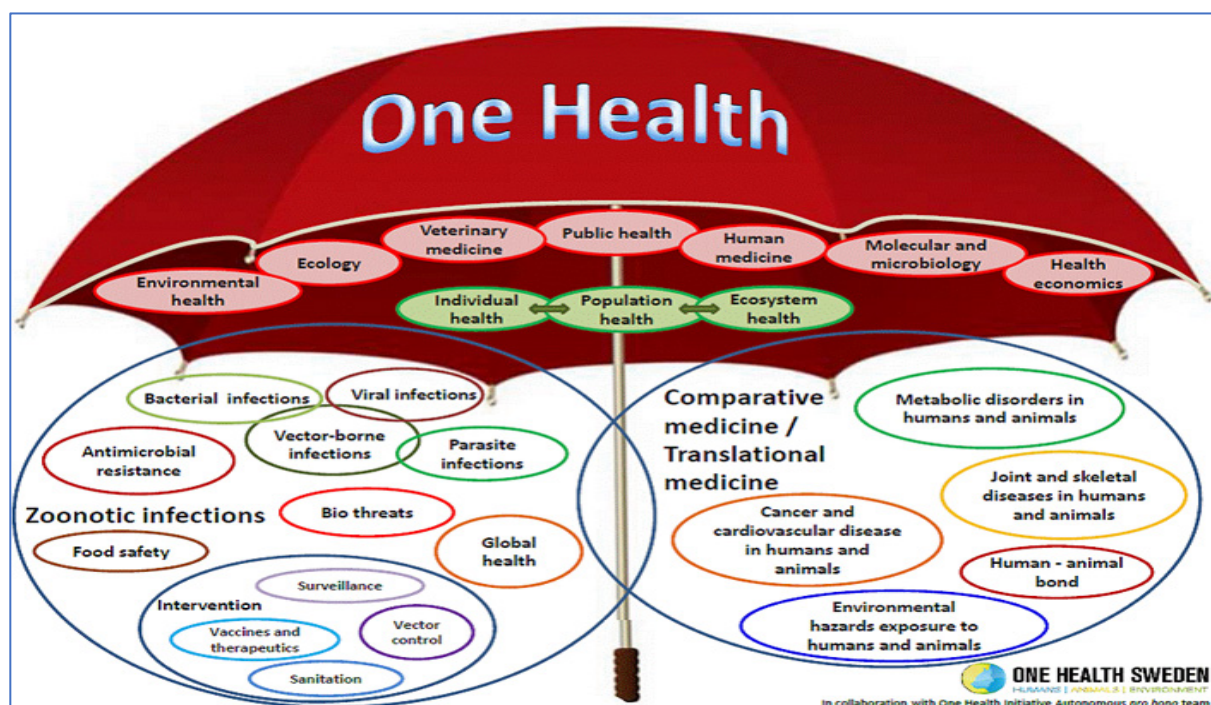 One Health
Public health
Veterinary
medicine
Human
medicine
Ecology
Molecular and
microbiology
Environmental
health
Health
economics
Individual
health
Population
health
Ecosystem
health
Bacterial infections
Viral infections
Vector-borne
infections
Parasite
infections
Antimicrobial
resistance
Zoonotic infections
Bio threats
Food safety
Global
health
Surveillance
Intervention
Vaccines and
therapeutics
Vector
control
Sanitation
Comparative
medicine /
Translational
medicine
Metabolic disorders in
humans and animals
Joint and skeletal
diseases in humans
and animals
Cancer and
cardiovascular disease
in humans and
animals
Human - animal
bond
Environmental
hazards exposure to
humans and animals
ONE HEALTH SWEDEN
HUMANS | ANIMALS | ENVIRONMENT
In collaboration with One Health Initiative Autonomous pro bono team